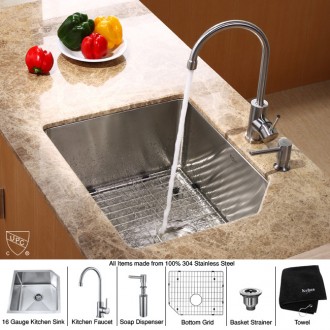 UPC
All Items made from 100% 304 Stainless Steel
16 Gauge Kitchen Sink
Kitchen Faucet
Soap Dispenser
Bottom Grid
Basket Strainer
Towel